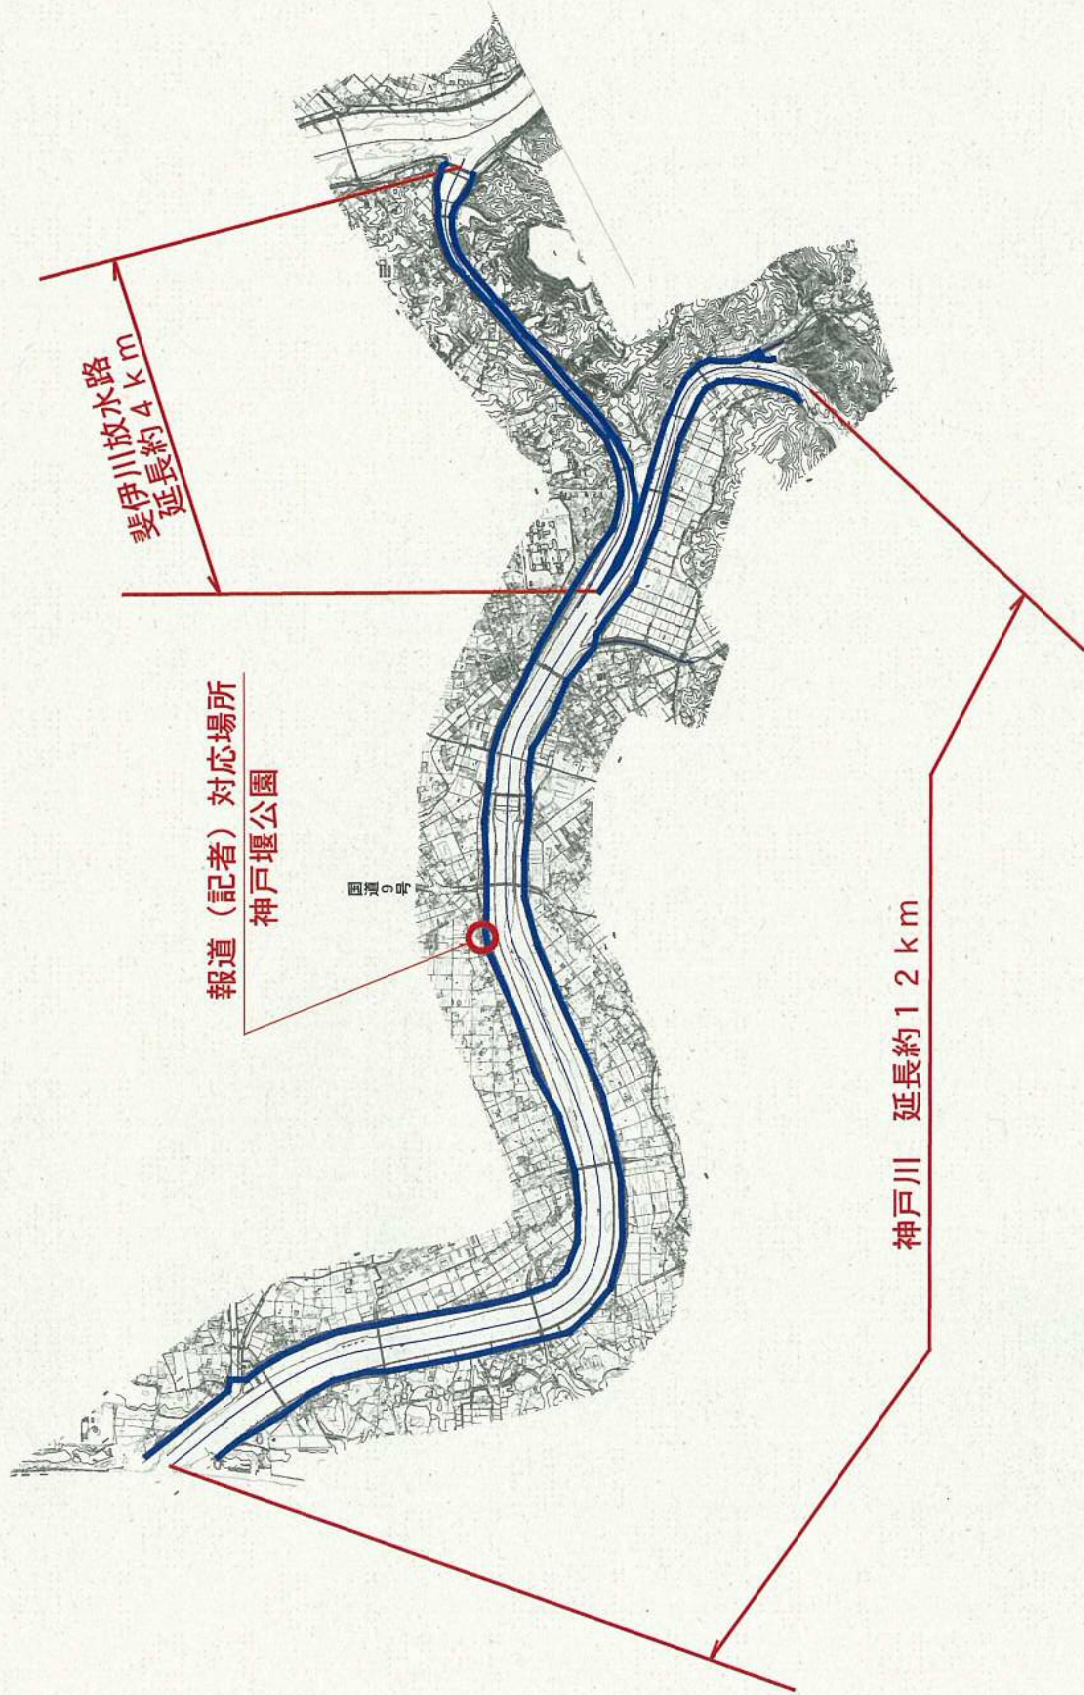 斐伊川放水路
延長約４ｋｍ
報道（記者）対応場所
神戸堰公園
国道９号
神戸川　延長約１２ｋｍ